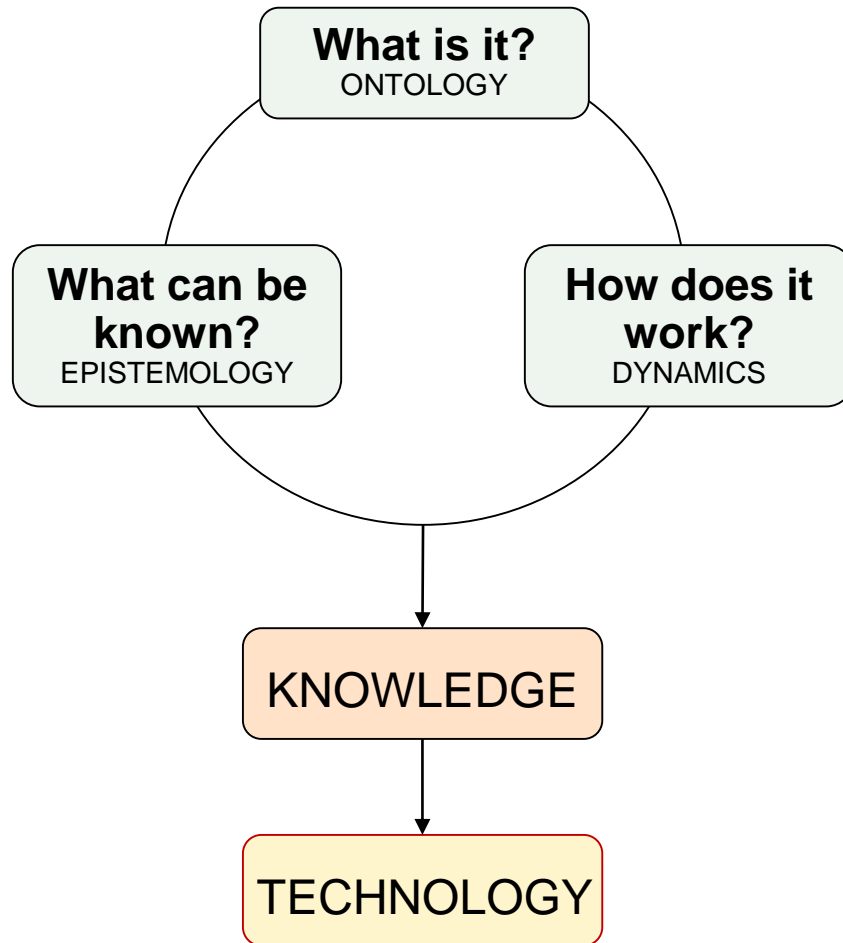 What is it?
ONTOLOGY
What can be
known?
EPISTEMOLOGY
How does it
work?
DYNAMICS
KNOWLEDGE
TECHNOLOGY